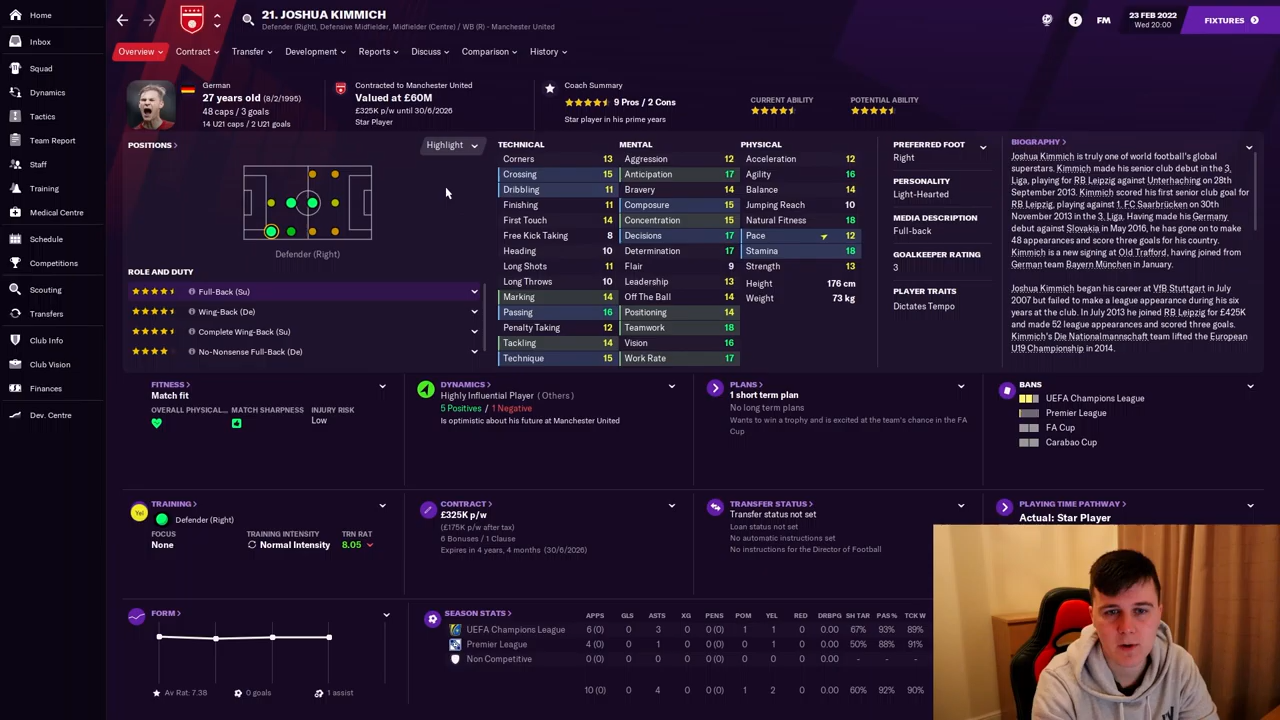 Home
Inbox
Squad
Dynamics
Tactics
Team Report
Staff
Training
Medical Centre
Schedule
Competitions
Scouting
Transfers
Club Info
Club Vision
Finances
Dev. Centre
21. JOSHUA KIMMICH
Defender (Right), Defensive Midfielder, Midfielder (Centre) / WB (R) - Manchester United
FM
23 FEB 2022
Wed 20:00
FIXTURES
Overview
Contract
Transfer
Development
Reports
Discuss
Comparison
History
German
27 years old (8/2/1995)
48 caps / 3 goals
14 U21 caps / 2 U21 goals
Contracted to Manchester United
Valued at £60M
£325K p/w until 30/6/2026
Star Player
Coach Summary
9 Pros / 2 Cons
Star player in his prime years
CURRENT ABILITY
POTENTIAL ABILITY
POSITIONS
Highlight
Defender (Right)
ROLE AND DUTY
Full-Back (Su)
Wing-Back (De)
Complete Wing-Back (Su)
No-Nonsense Full-Back (De)
TECHNICAL
Corners 13
Crossing 15
Dribbling 11
Finishing 11
First Touch 14
Free Kick Taking 8
Heading 10
Long Shots 11
Long Throws 10
Marking 14
Passing 16
Penalty Taking 12
Tackling 14
Technique 15
MENTAL
Aggression 12
Anticipation 17
Bravery 14
Composure 15
Concentration 15
Decisions 17
Determination 17
Flair 9
Leadership 13
Off The Ball 14
Positioning 14
Teamwork 18
Vision 16
Work Rate 17
PHYSICAL
Acceleration 12
Agility 16
Balance 14
Jumping Reach 10
Natural Fitness 18
Pace 12
Stamina 18
Strength 13
Height 176 cm
Weight 73 kg
PREFERRED FOOT
Right
PERSONALITY
Light-Hearted
MEDIA DESCRIPTION
Full-back
GOALKEEPER RATING
3
PLAYER TRAITS
Dictates Tempo
BIOGRAPHY
Joshua Kimmich is truly one of world football's global
superstars. Kimmich made his senior club debut in the 3.
Liga, playing for RB Leipzig against Unterhaching on 28th
September 2013. Kimmich scored his first senior club goal for
RB Leipzig, playing against 1. FC Saarbrücken on 30th
November 2013 in the 3. Liga. Having made his Germany
debut against Slovakia in May 2016, he has gone on to make
48 appearances and score three goals for his country.
Kimmich is a new signing at Old Trafford, having joined from
German team Bayern München in January.
Joshua Kimmich began his career at VfB Stuttgart in July
2007 but failed to make a league appearance during his six
years at the club. In July 2013 he joined RB Leipzig for £425K
and made 52 league appearances and scored three goals.
Kimmich's Die Nationalmannschaft team lifted the European
U19 Championship in 2014.
FITNESS
Match fit
OVERALL PHYSICAL... MATCH SHARPNESS INJURY RISK
Low
DYNAMICS
Highly Influential Player (Others)
5 Positives / 1 Negative
Is optimistic about his future at Manchester United
PLANS
1 short term plan
No long term plans
Wants to win a trophy and is excited at the team's chance in the FA
Cup
BANS
UEFA Champions League
Premier League
FA Cup
Carabao Cup
TRAINING
Yel
Defender (Right)
FOCUS TRAINING INTENSITY TRN RAT
None Normal Intensity 8.05
CONTRACT
£325K p/w
(£175K p/w after tax)
6 Bonuses / 1 Clause
Expires in 4 years, 4 months (30/6/2026)
TRANSFER STATUS
Transfer status not set
Loan status not set
No automatic instructions set
No instructions for the Director of Football
PLAYING TIME PATHWAY
Actual: Star Player
FORM
Av Rat: 7.38 0 goals 1 assist
SEASON STATS APPS GLS ASTS XG PENS POM YEL RED DRBPG SH TAR PAS% TCK W
UEFA Champions League 6 (0) 0 3 0 0 (0) 1 1 0 0.00 67% 93% 89%
Premier League 4 (0) 0 1 0 0 (0) 0 1 0 0.00 50% 88% 91%
Non Competitive 0 (0) 0 0 0 0 (0) 0 0 0 0.00 - - -
10 (0) 0 4 0 0 (0) 1 2 0 0.00 60% 92% 90%